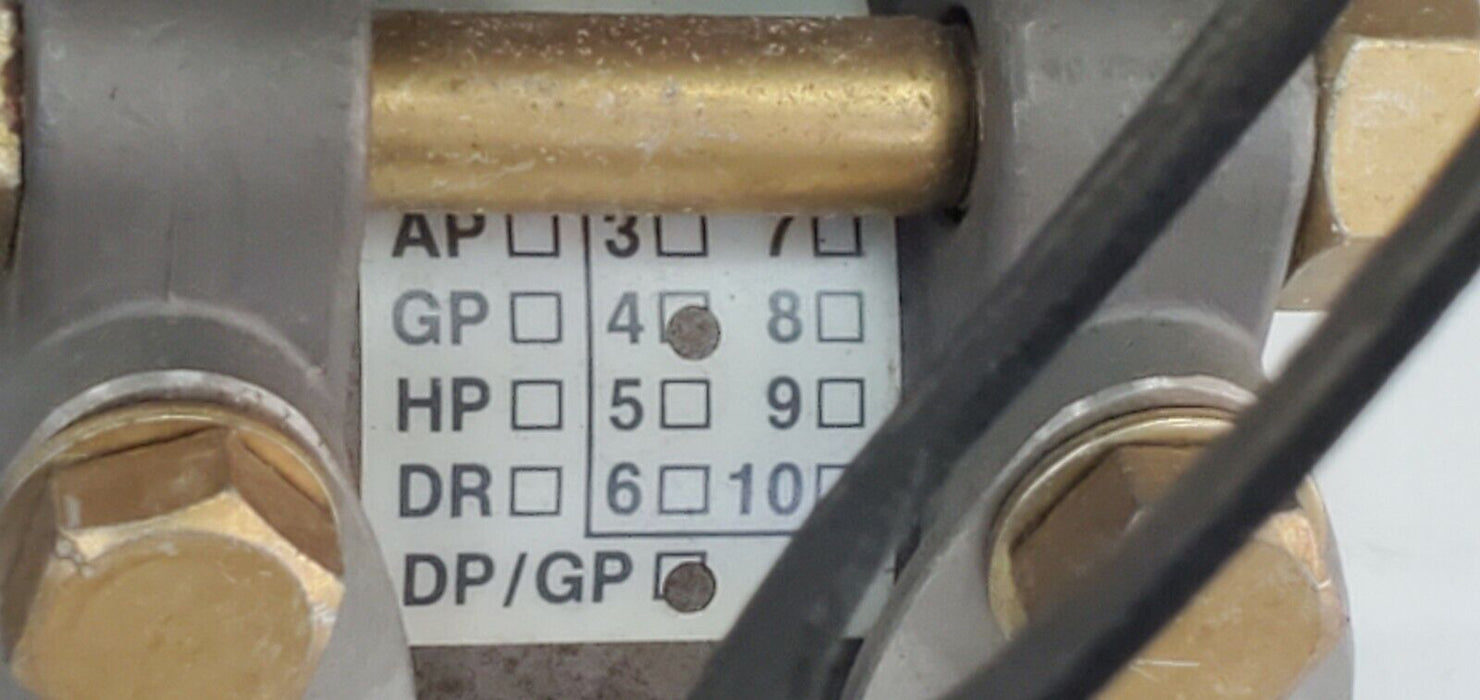 AP □ 3 □ 7 □
GP □ 4 □ 8 □
HP □ 5 □ 9 □
DR □ 6 □ 10 □
DP/GP □